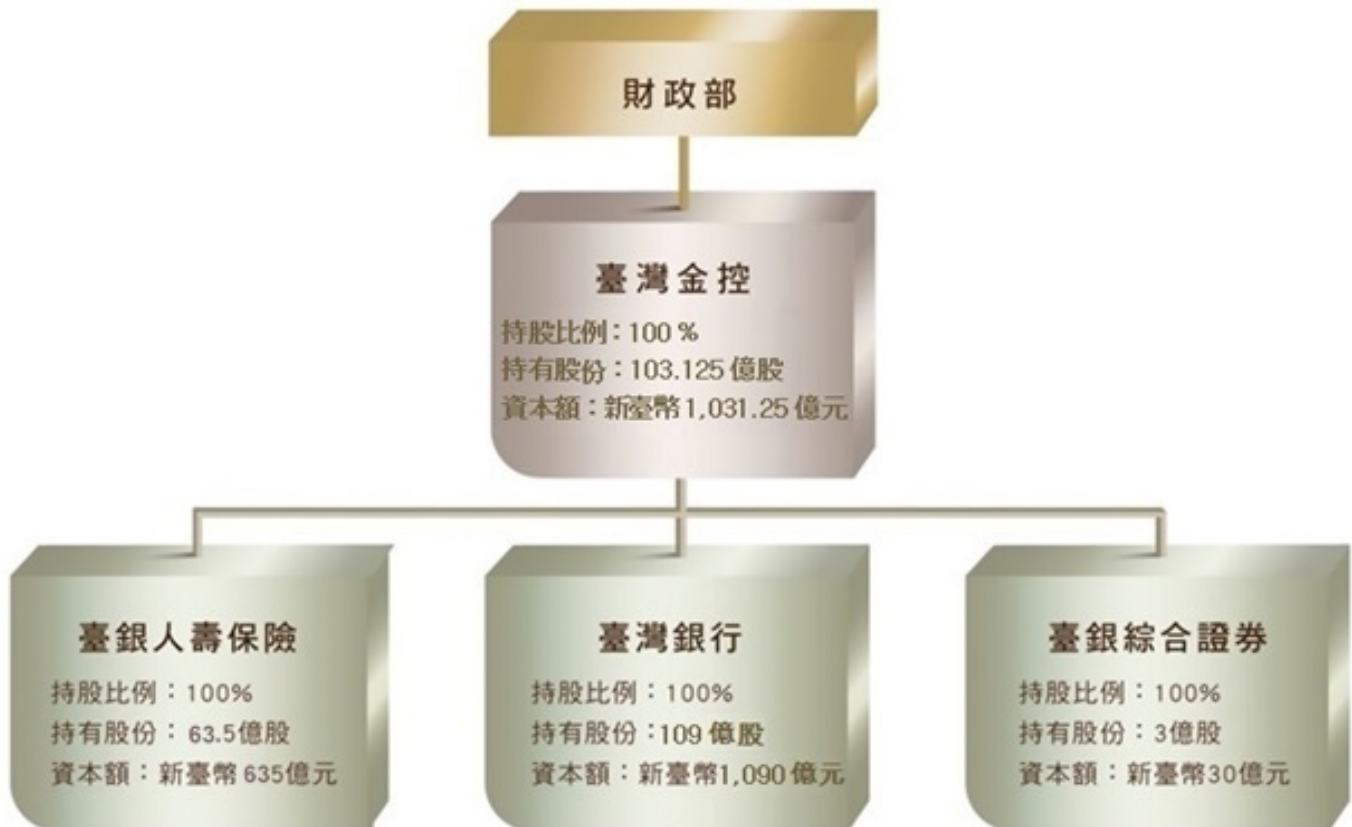 財政部
臺灣金控
持股比例：100 %
持有股份：103.125 億股
資本額：新臺幣1,031.25 億元
臺銀人壽保險
持股比例：100%
持有股份：63.5億股
資本額：新臺幣 635億元
臺灣銀行
持股比例：100%
持有股份：109 億股
資本額：新臺幣1,090 億元
臺銀綜合證券
持股比例：100%
持有股份：3億股
資本額：新臺幣30億元